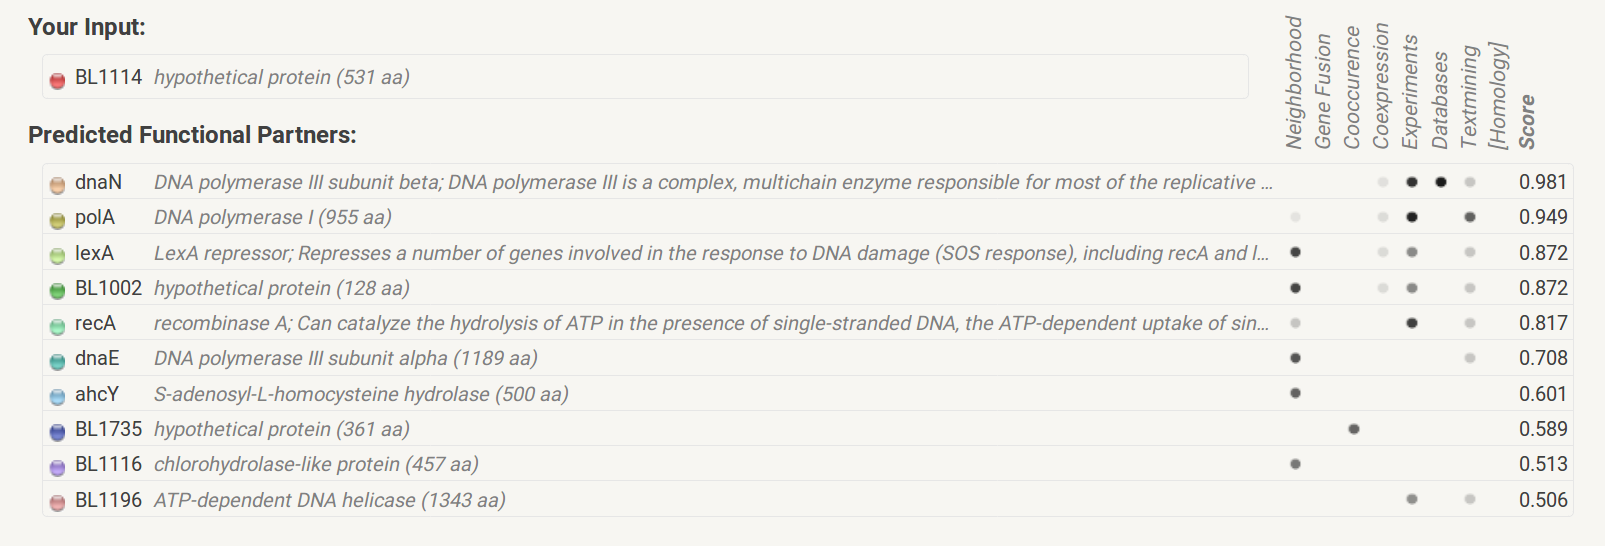 Your Input:
BL1114 hypothetical protein (531 aa)
Neighborhood
Gene Fusion
Cooccurence
Coexpression
Experiments
Databases
Textmining
[Homology]
Score
Predicted Functional Partners:
dnaN DNA polymerase III subunit beta; DNA polymerase III is a complex, multichain enzyme responsible for most of the replicative ... 0.981
polA DNA polymerase I (955 aa) 0.949
lexA LexA repressor; Represses a number of genes involved in the response to DNA damage (SOS response), including recA and l... 0.872
BL1002 hypothetical protein (128 aa) 0.872
recA recombinase A; Can catalyze the hydrolysis of ATP in the presence of single-stranded DNA, the ATP-dependent uptake of sin... 0.817
dnaE DNA polymerase III subunit alpha (1189 aa) 0.708
ahcY S-adenosyl-L-homocysteine hydrolase (500 aa) 0.601
BL1735 hypothetical protein (361 aa) 0.589
BL1116 chlorohydrolase-like protein (457 aa) 0.513
BL1196 ATP-dependent DNA helicase (1343 aa) 0.506